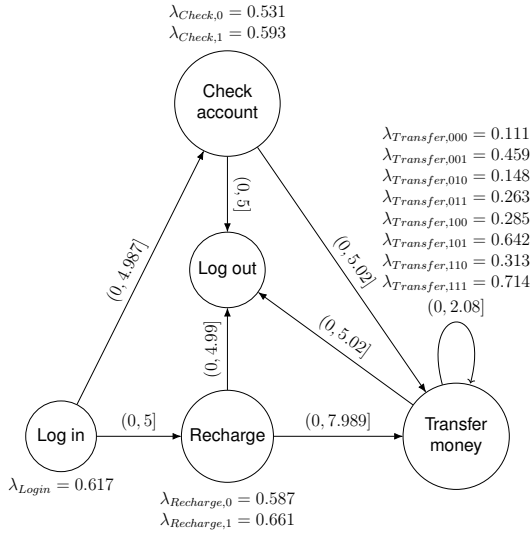 λ_{Check,0} = 0.531
λ_{Check,1} = 0.593
Check
account
λ_{Transfer,000} = 0.111
λ_{Transfer,001} = 0.459
λ_{Transfer,010} = 0.148
λ_{Transfer,011} = 0.263
λ_{Transfer,100} = 0.285
λ_{Transfer,101} = 0.642
λ_{Transfer,110} = 0.313
λ_{Transfer,111} = 0.714
(0, 2.08]
(0, 5]
(0, 4.987]
(0, 5.02]
Log out
(0, 4.99]
(0, 5.02]
Log in
(0, 5]
Recharge
(0, 7.989]
Transfer
money
λ_{Login} = 0.617
λ_{Recharge,0} = 0.587
λ_{Recharge,1} = 0.661